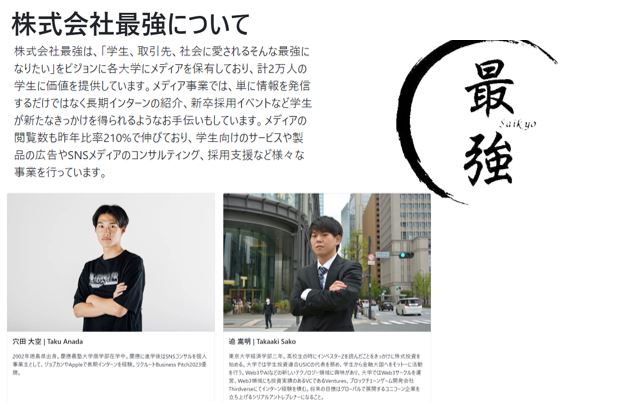 株式会社最強について
株式会社最強は、「学生、取引先、社会に愛されるそんな最強に
なりたい」をビジョンに各大学にメディアを保有しており、計2万人の
学生に価値を提供しています。メディア事業では、単に情報を発信
するだけではなく長期インターンの紹介、新卒採用イベントなど学生
が新たなきっかけを得られるようなお手伝いもしています。メディア
の閲覧数も昨年比率210%で伸びており、学生向けのサービスや製
品の広告やSNSメディアのコンサルティング、採用支援など様々な
事業を行っています。
最強
Saikyo
穴田 大空 | Taku Anada
2002年徳島県出身。慶應義塾大学商学部在学中。慶應に進学後はSNSコンサルを個人
事業主として、ジョブカンやAppleで長期インターンを経験。リクルートBusiness Pitch2023優
勝。
迫 嵩明 | Takaaki Sako
東京大学経済学部二年。高校生の時にインベスターZを読んだことをきっかけに株式投資を
始める。大学では学生投資連合USICの代表を務め、学生から金融大国へをモットーに活動
を行う。Web3やAIなどの新しいテクノロジー領域に興味があり、大学ではWeb3サークルを運
営。Web3領域にも投資実績のあるVCであるVentures、ブロックチェーンゲーム開発会社
Thirdverseにてインターン経験を積む。将来の目標はグローバルで展開するユニコーン企業を
立ち上げるシリアルアントレプレナーになること。